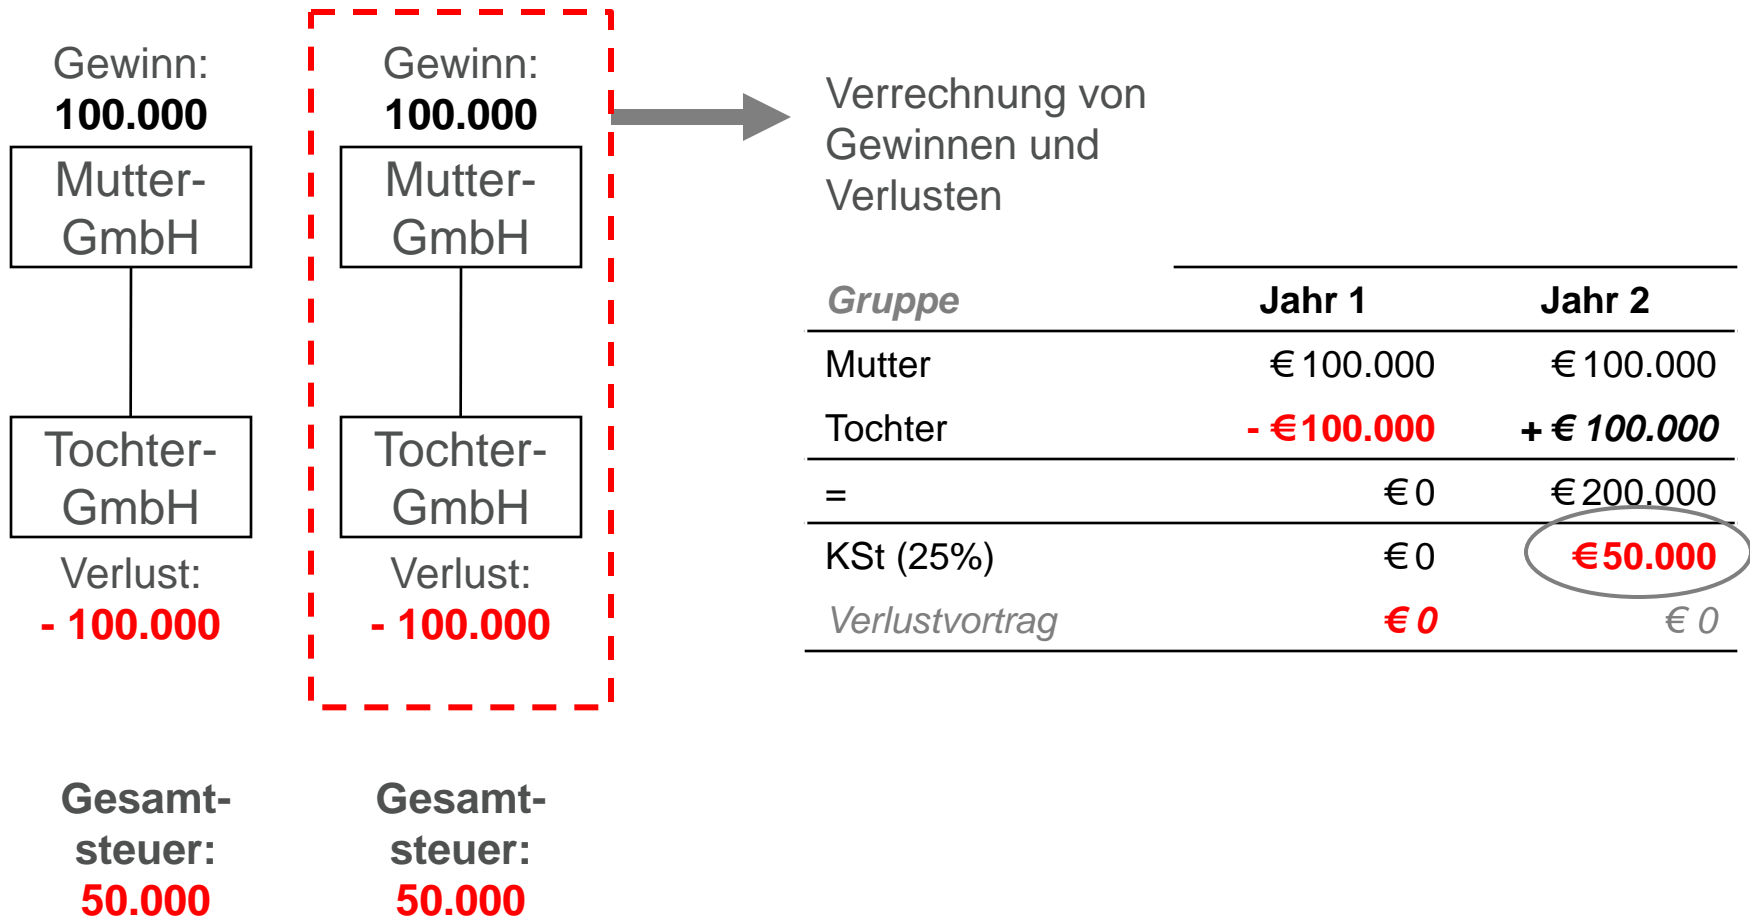 Gewinn:
100.000
Mutter-
GmbH
Tochter-
GmbH
Verlust:
- 100.000
Gesamt-
steuer:
50.000
Gewinn:
100.000
Mutter-
GmbH
Tochter-
GmbH
Verlust:
- 100.000
Gesamt-
steuer:
50.000
Verrechnung von
Gewinnen und
Verlusten
Gruppe Jahr 1 Jahr 2
Mutter € 100.000 € 100.000
Tochter - € 100.000 + € 100.000
= € 0 € 200.000
KSt (25%) € 0 € 50.000
Verlustvortrag € 0 € 0